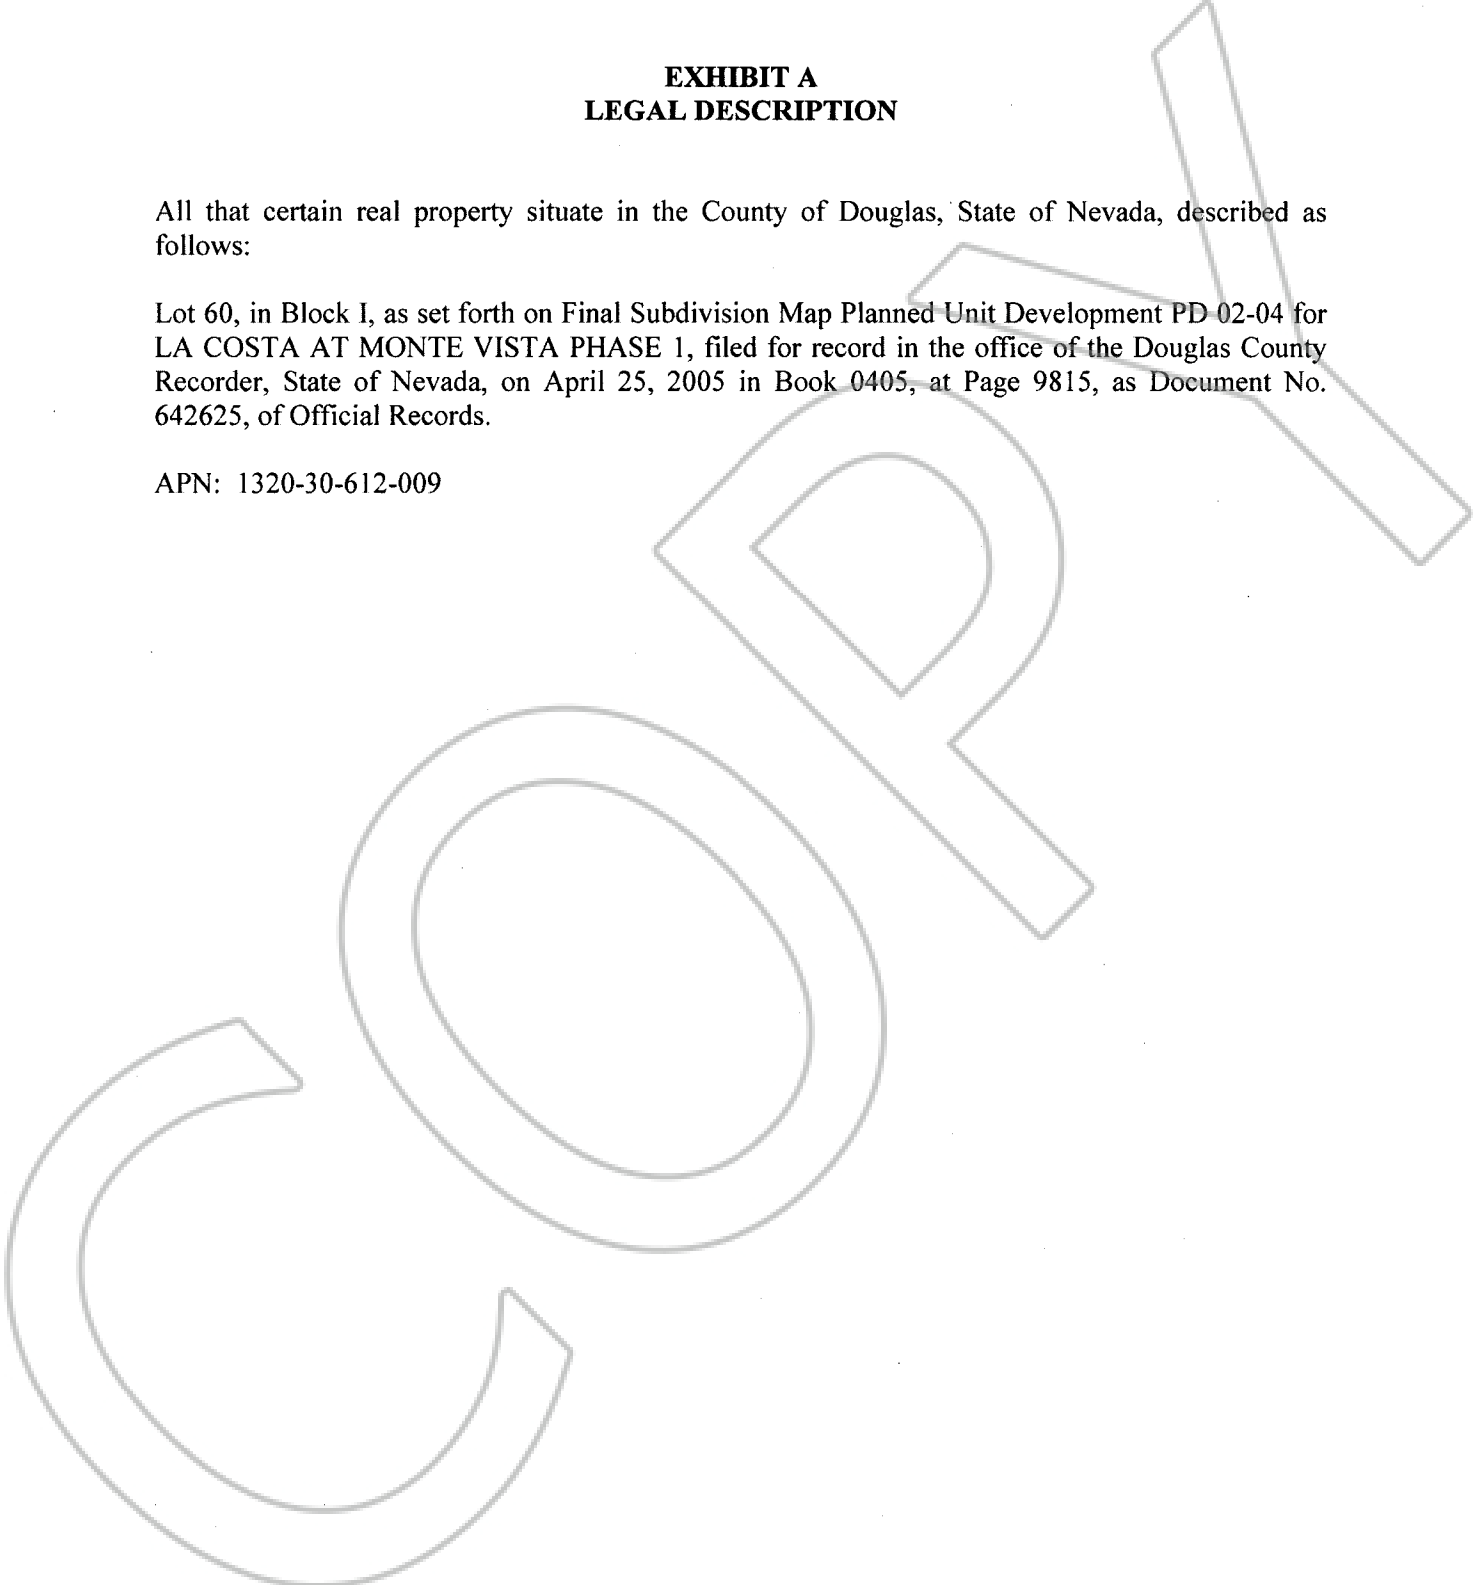 EXHIBIT A
LEGAL DESCRIPTION
All that certain real property situate in the County of Douglas, State of Nevada, described as
follows:
Lot 60, in Block I, as set forth on Final Subdivision Map Planned Unit Development PD 02-04 for
LA COSTA AT MONTE VISTA PHASE 1, filed for record in the office of the Douglas County
Recorder, State of Nevada, on April 25, 2005 in Book 0405, at Page 9815, as Document No.
642625, of Official Records.
APN: 1320-30-612-009
COPY